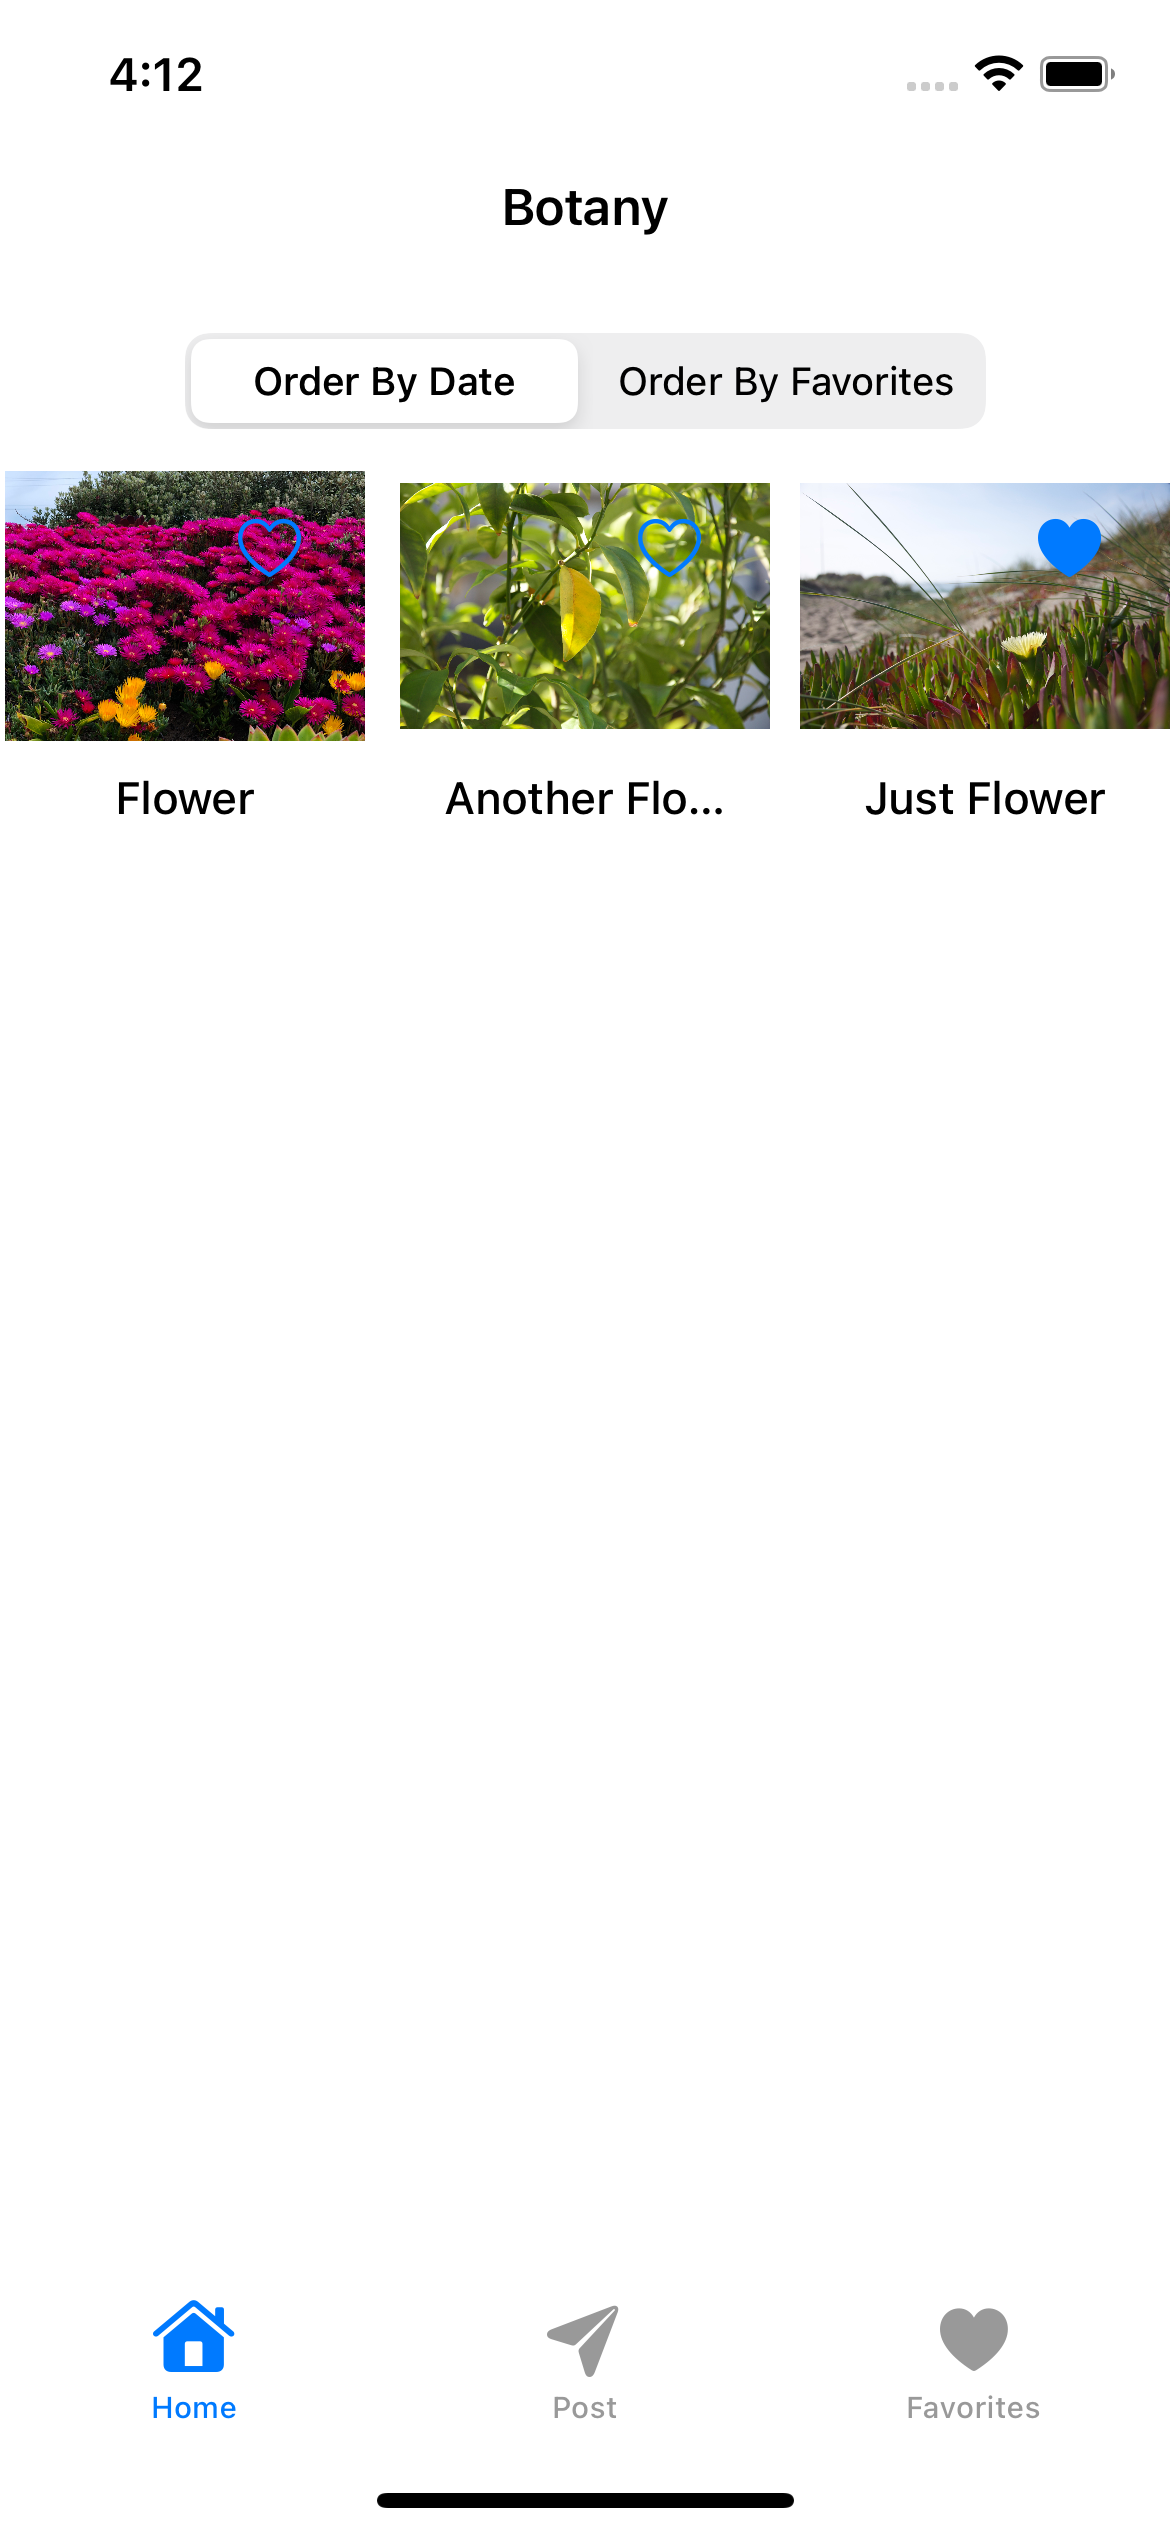 4:12
Botany
Order By Date
Order By Favorites
Flower
Another Flo...
Just Flower
Home
Post
Favorites